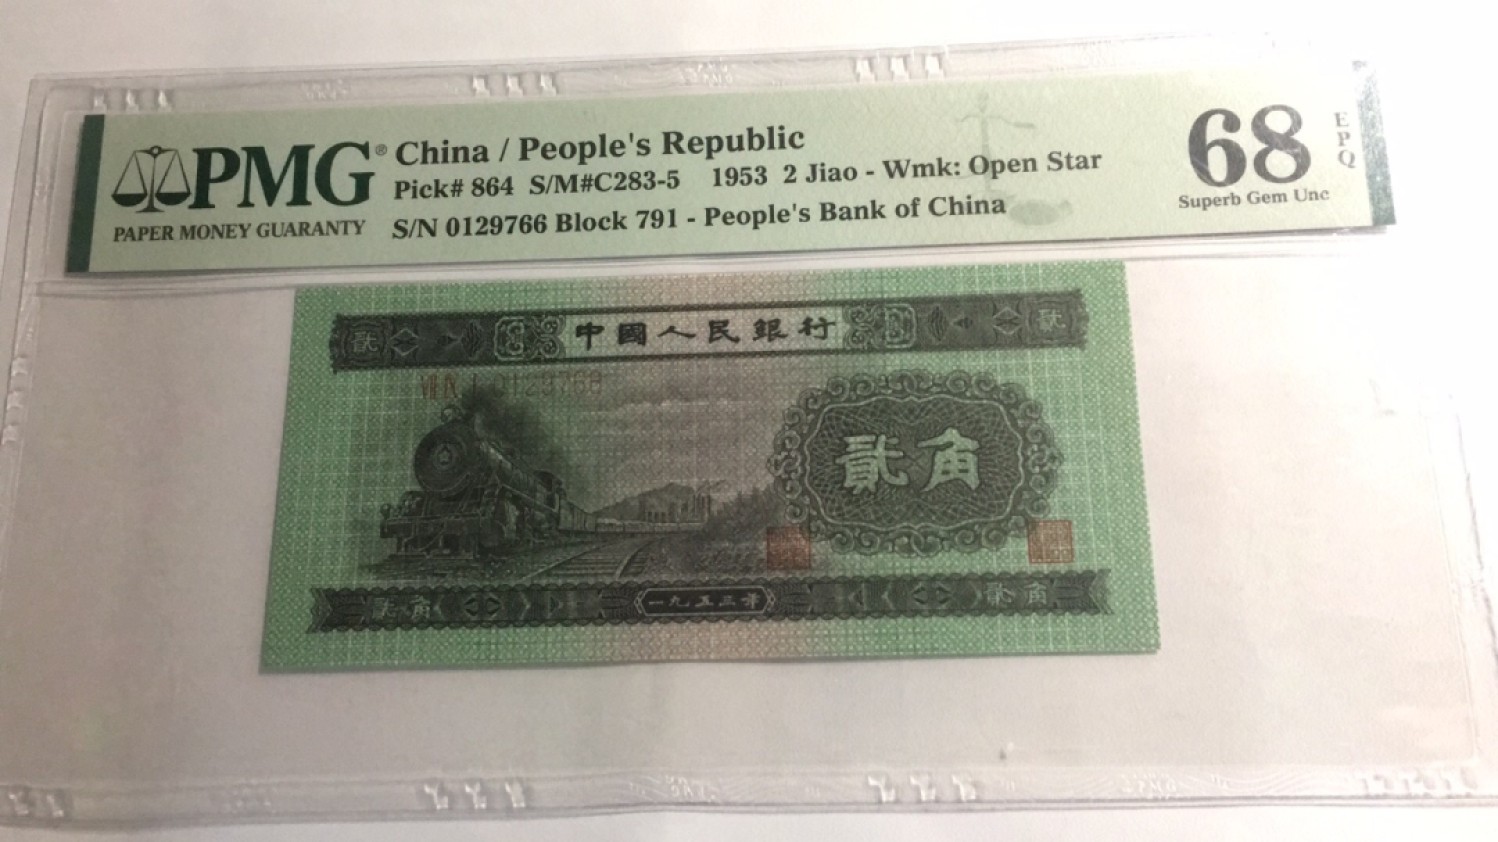 PMG®
PAPER MONEY GUARANTY
China / People's Republic
Pick# 864 S/M#C283-5 1953 2 Jiao - Wmk: Open Star
S/N 0129766 Block 791 - People's Bank of China
68
EPQ
Superb Gem Unc
貳 中國人民銀行 貳
貳角
貳角 一九五三年 貳角